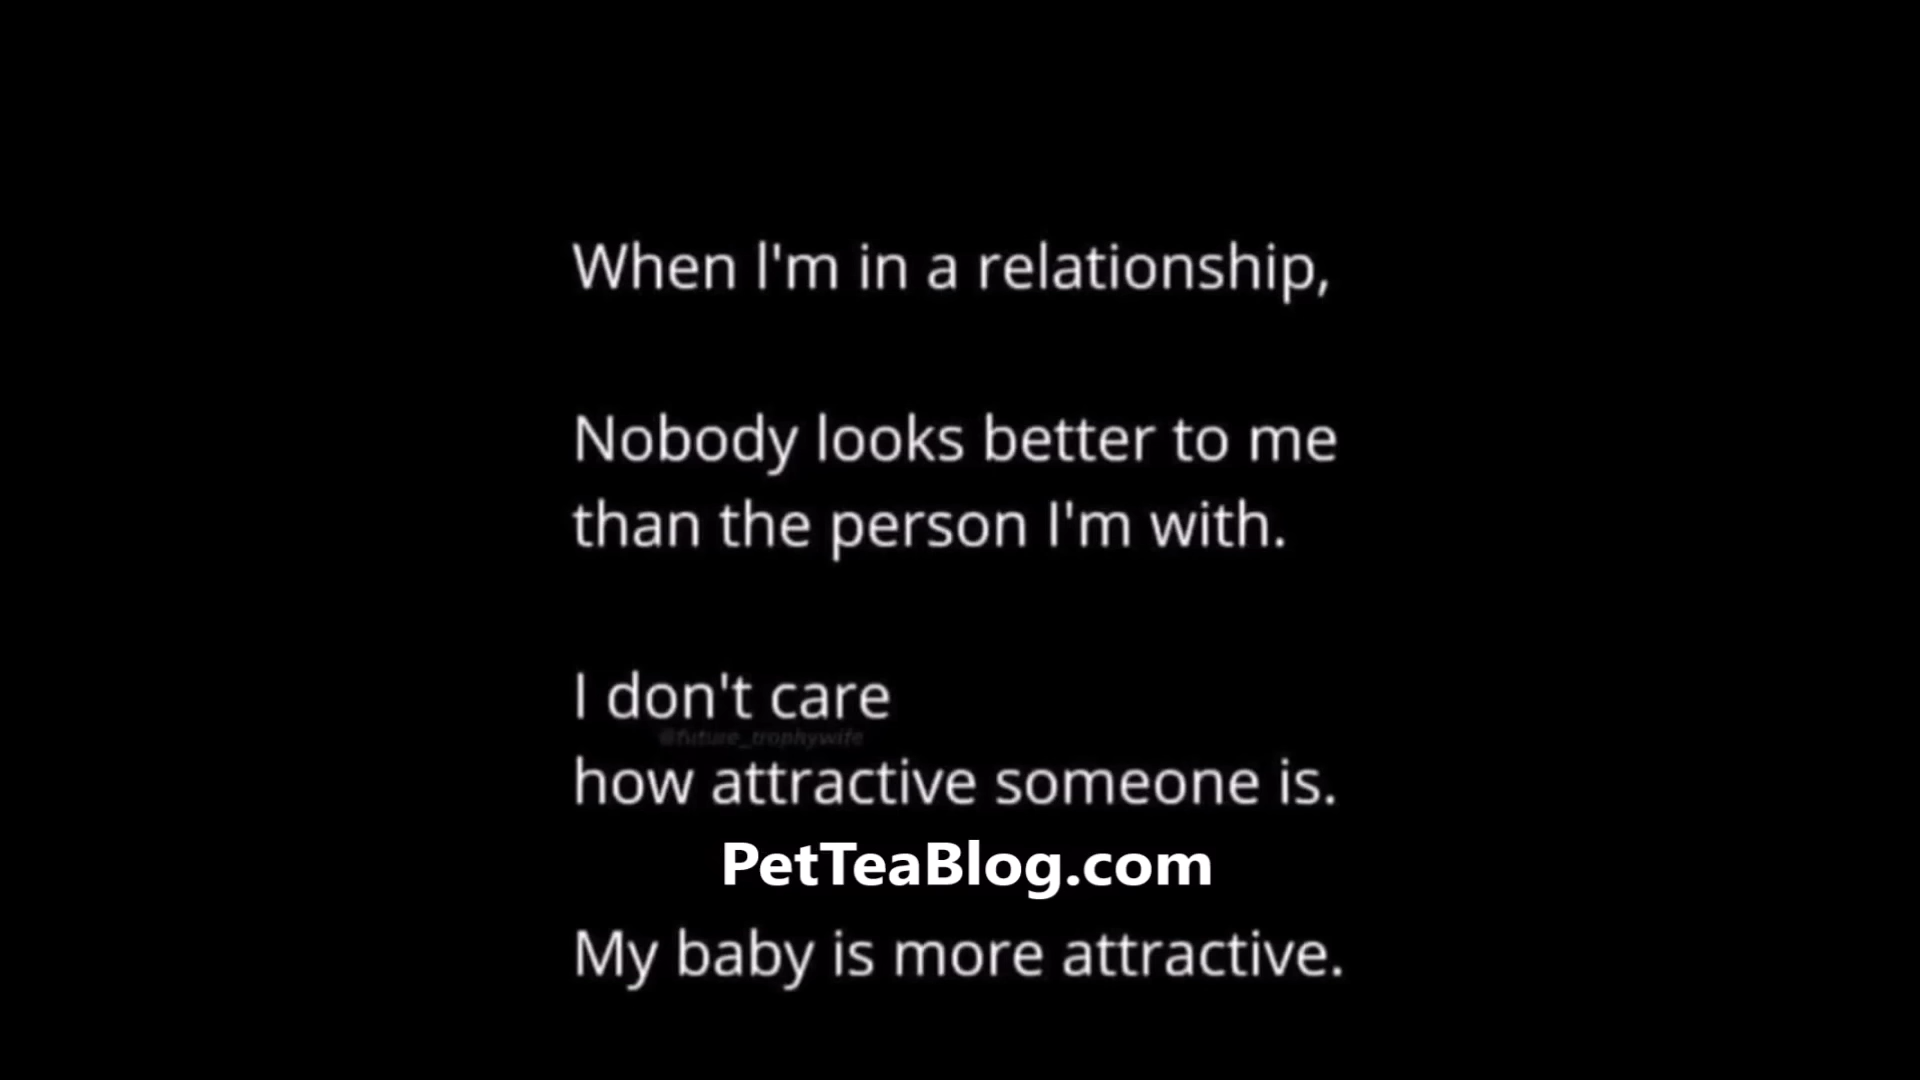 When I'm in a relationship,
Nobody looks better to me
than the person I'm with.
I don't care
@future_trophywife
how attractive someone is.
PetTeaBlog.com
My baby is more attractive.